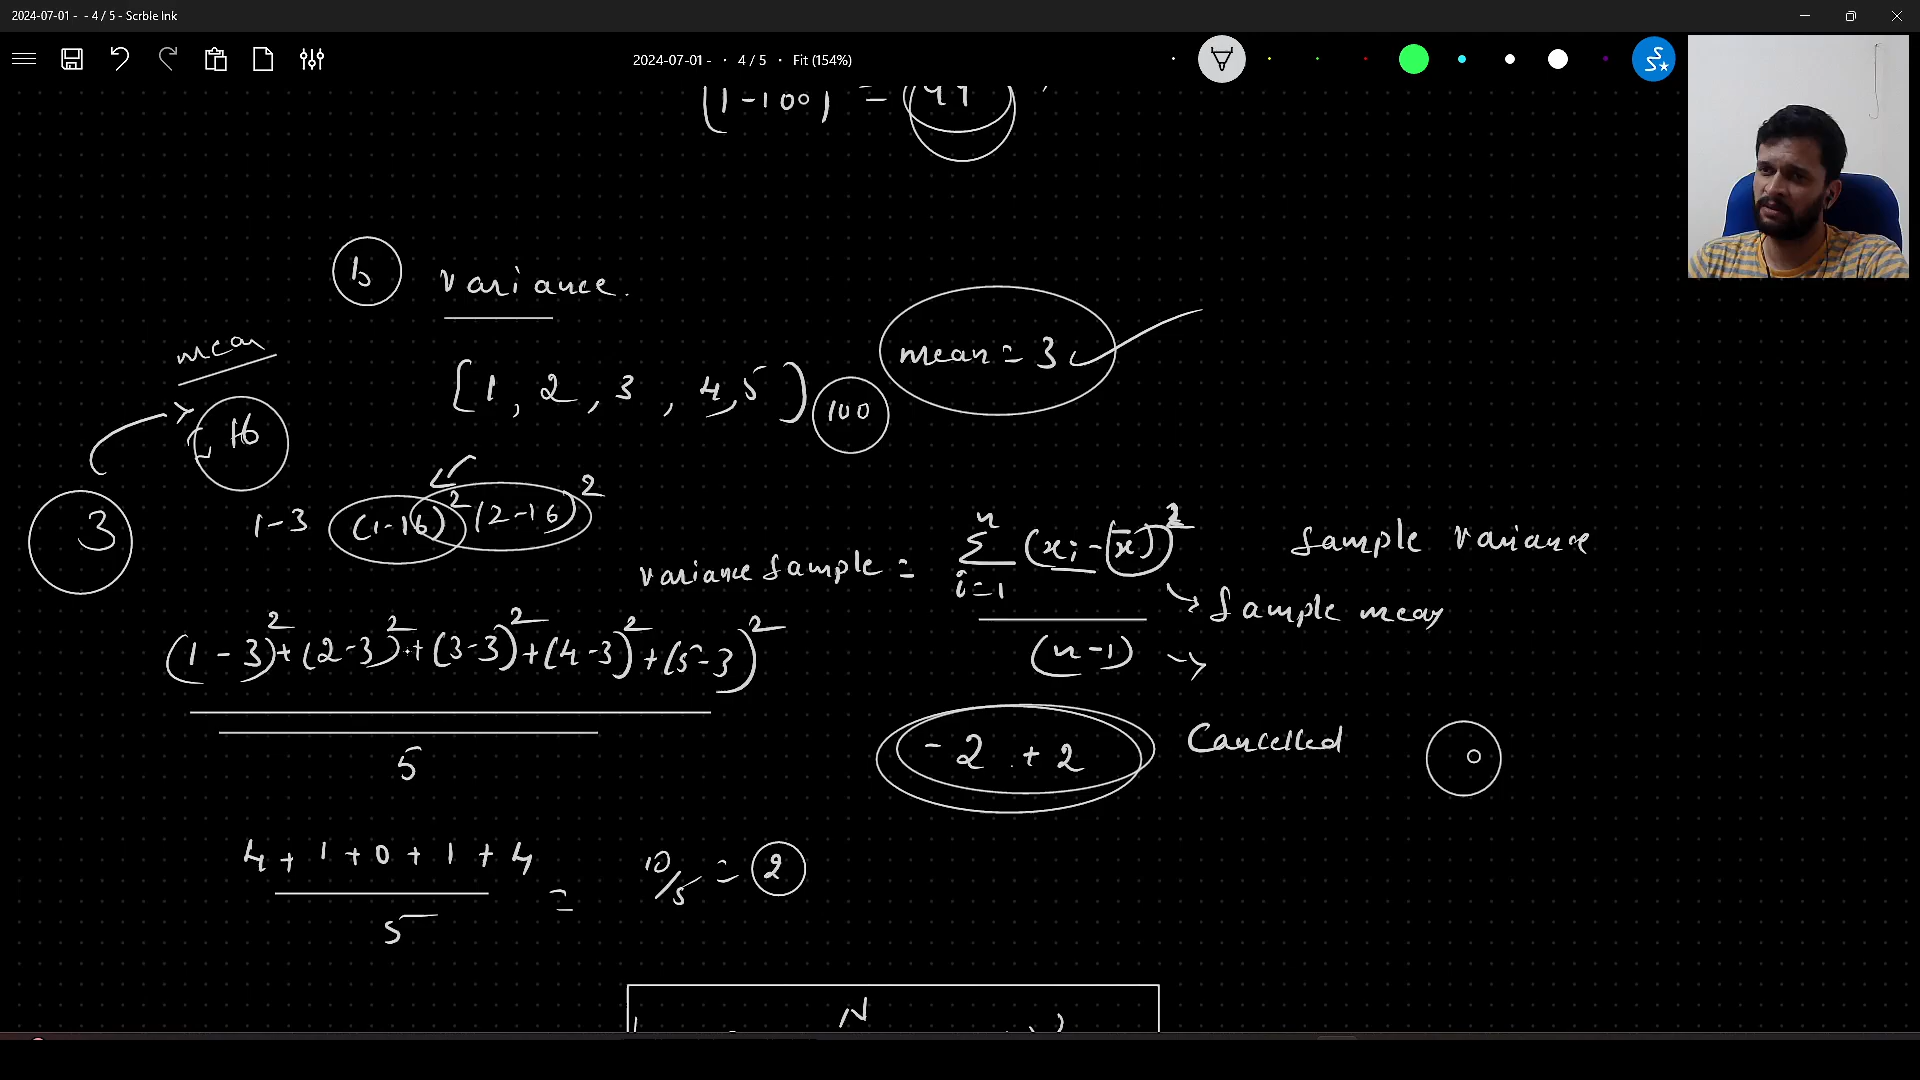 2024-07-01 - - 4 / 5 - Scrble Ink
2024-07-01 - · 4 / 5 · Fit (154%)
(1-100) =
b variance.
mean
[1, 2, 3, 4, 5) 100
mean = 3
16
3
1-3 (1-16)² (2-16)²
variance sample = n Σ i=1 (xi - x̄)² / (n-1)
Sample variance
Sample mean
(1-3)² + (2-3)² + (3-3)² + (4-3)² + (5-3)²
5
-2 + 2 Cancelled 0
4 + 1 + 0 + 1 + 4 =
5
10/5 = 2
N